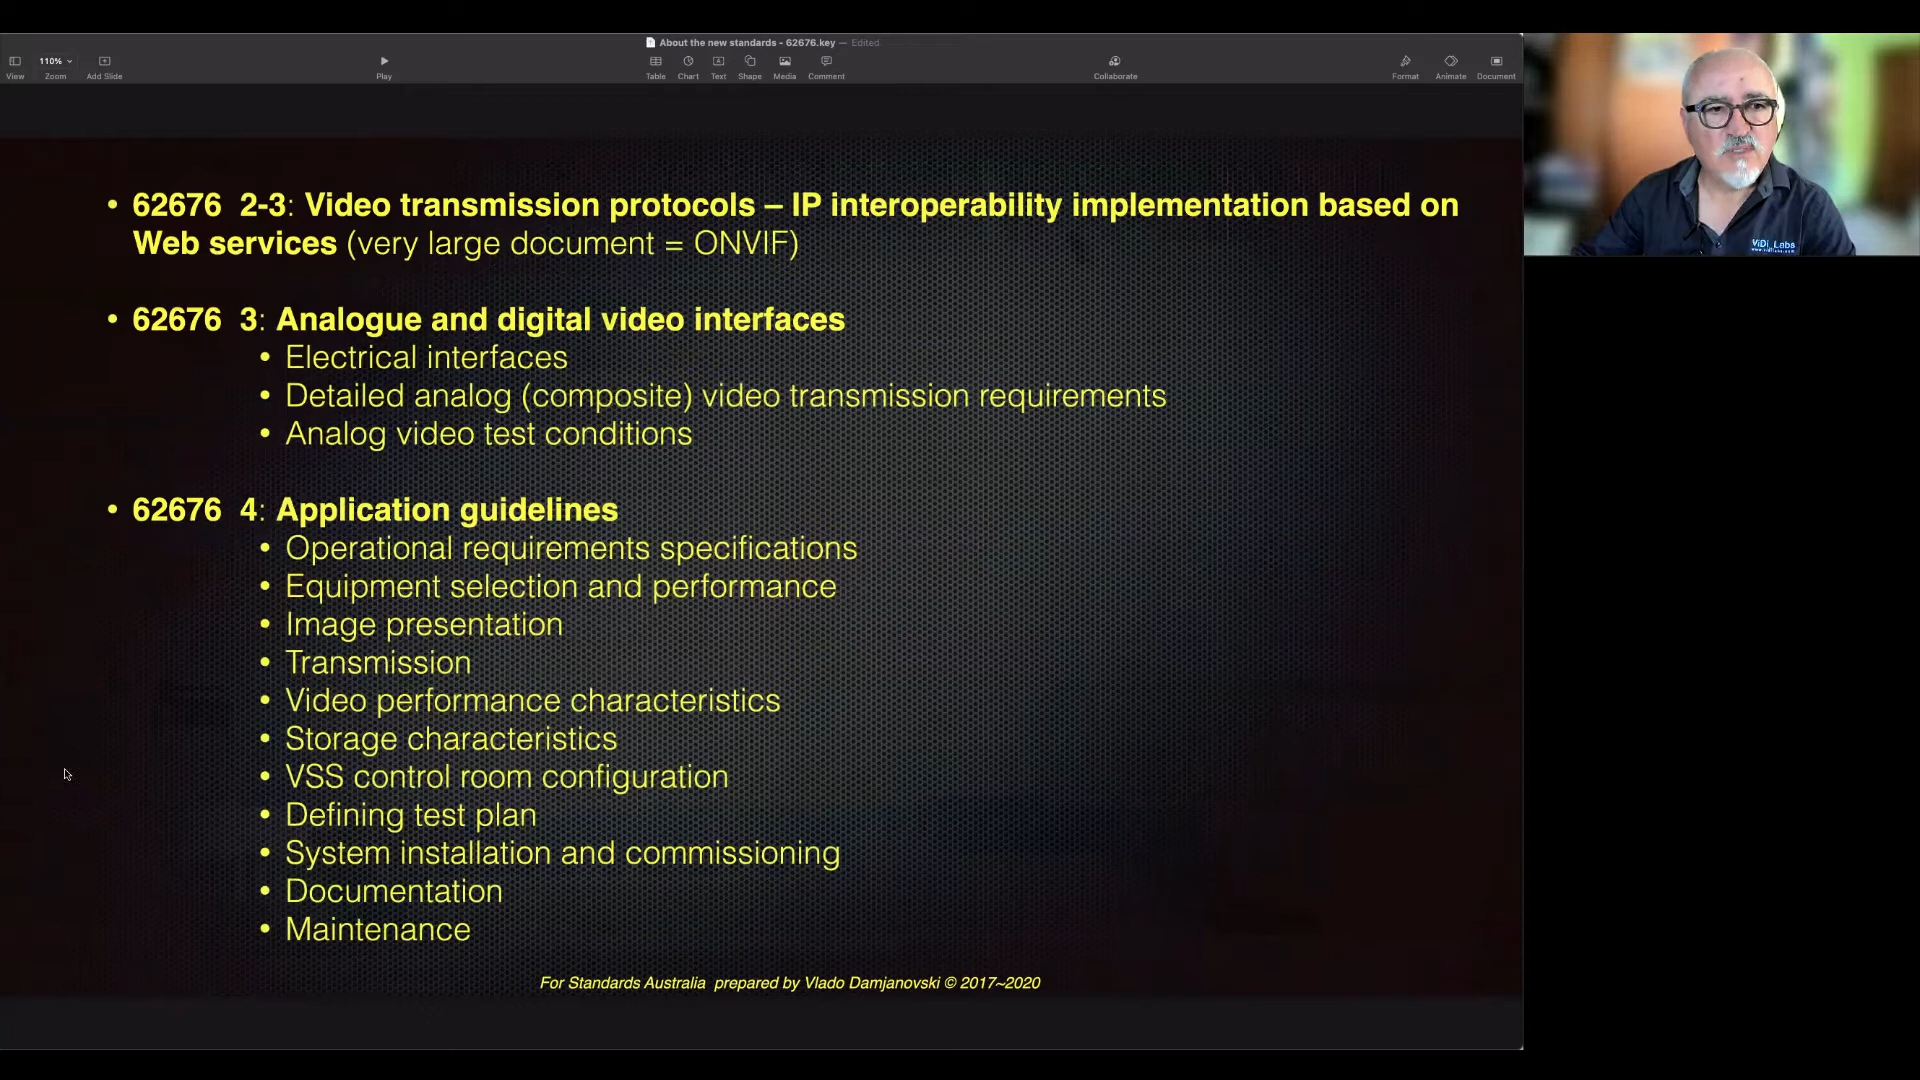 About the new standards - 62676.key — Edited
View
110%
Zoom
Add Slide
Play
Table
Chart
Text
Shape
Media
Comment
Collaborate
Format
Animate
Document
• 62676 2-3: Video transmission protocols – IP interoperability implementation based on
Web services (very large document = ONVIF)
• 62676 3: Analogue and digital video interfaces
• Electrical interfaces
• Detailed analog (composite) video transmission requirements
• Analog video test conditions
• 62676 4: Application guidelines
• Operational requirements specifications
• Equipment selection and performance
• Image presentation
• Transmission
• Video performance characteristics
• Storage characteristics
• VSS control room configuration
• Defining test plan
• System installation and commissioning
• Documentation
• Maintenance
For Standards Australia prepared by Vlado Damjanovski © 2017~2020
ViDi Labs